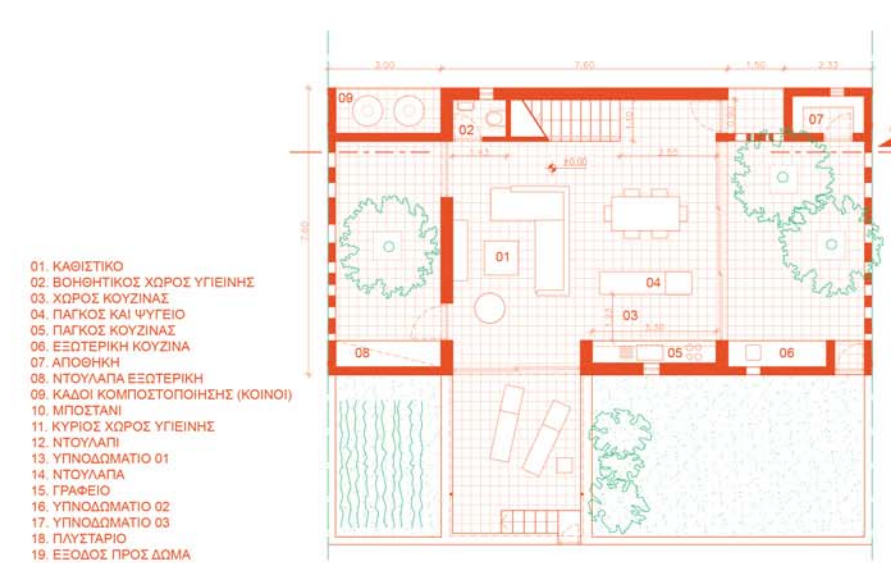 3.00 7.60 1.50 2.33
09
02
07
±0.00
7.60
01
04
03
08
05
06
01. ΚΑΘΙΣΤΙΚΟ
02. ΒΟΗΘΗΤΙΚΟΣ ΧΩΡΟΣ ΥΓΙΕΙΝΗΣ
03. ΧΩΡΟΣ ΚΟΥΖΙΝΑΣ
04. ΠΑΓΚΟΣ ΚΑΙ ΨΥΓΕΙΟ
05. ΠΑΓΚΟΣ ΚΟΥΖΙΝΑΣ
06. ΕΞΩΤΕΡΙΚΗ ΚΟΥΖΙΝΑ
07. ΑΠΟΘΗΚΗ
08. ΝΤΟΥΛΑΠΑ ΕΞΩΤΕΡΙΚΗ
09. ΚΑΔΟΙ ΚΟΜΠΟΣΤΟΠΟΙΗΣΗΣ (ΚΟΙΝΟΙ)
10. ΜΠΟΣΤΑΝΙ
11. ΚΥΡΙΟΣ ΧΩΡΟΣ ΥΓΙΕΙΝΗΣ
12. ΝΤΟΥΛΑΠΙ
13. ΥΠΝΟΔΩΜΑΤΙΟ 01
14. ΝΤΟΥΛΑΠΑ
15. ΓΡΑΦΕΙΟ
16. ΥΠΝΟΔΩΜΑΤΙΟ 02
17. ΥΠΝΟΔΩΜΑΤΙΟ 03
18. ΠΛΥΣΤΑΡΙΟ
19. ΕΞΟΔΟΣ ΠΡΟΣ ΔΩΜΑ